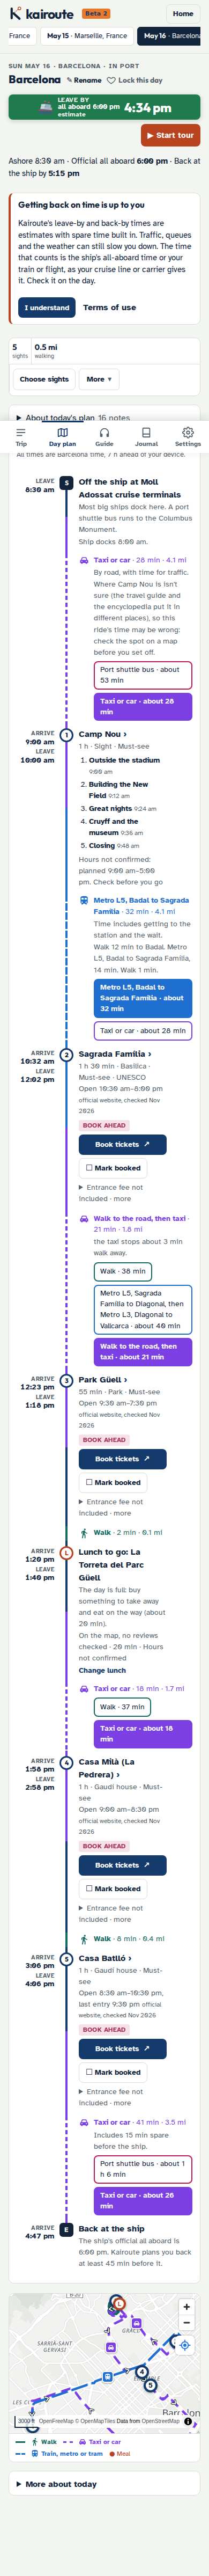 kairoute Beta 2 Home
France May 15 · Marseille, France May 16 · Barcelona
SUN MAY 16 · BARCELONA · IN PORT
Barcelona ✎ Rename Lock this day
LEAVE BY
all aboard 6:00 pm
estimate
4:34 pm
▶ Start tour
Ashore 8:30 am · Official all aboard 6:00 pm · Back at
the ship by 5:15 pm
Getting back on time is up to you
Kairoute's leave-by and back-by times are
estimates with spare time built in. Traffic, queues
and the weather can still slow you down. The time
that counts is the ship's all-aboard time or your
train or flight, as your cruise line or carrier gives
it. Check it on the day.
I understand Terms of use
5
sights
0.5 mi
walking
Choose sights More ▾
▶ About today's plan 16 notes
Trip Day plan Guide Journal Settings
All times are Barcelona time, 7 h ahead of your device.
LEAVE
8:30 am
S
Off the ship at Moll
Adossat cruise terminals
Most big ships dock here. A port
shuttle bus runs to the Columbus
Monument.
Ship docks 8:00 am.
Taxi or car · 28 min · 4.1 mi
By road, with time for traffic.
Where Camp Nou is isn't
sure (the travel guide and
the encyclopedia put it in
different places), so this
ride's time may be wrong:
check the spot on a map
before you set off.
Port shuttle bus · about
53 min
Taxi or car · about 28
min
ARRIVE
9:00 am
LEAVE
10:00 am
1
Camp Nou ›
1 h · Sight · Must-see
1. Outside the stadium
9:00 am
2. Building the New
Field 9:12 am
3. Great nights 9:24 am
4. Cruyff and the
museum 9:36 am
5. Closing 9:48 am
Hours not confirmed:
planned 9:00 am–5:00
pm. Check before you go
Metro L5, Badal to Sagrada
Família · 32 min · 4.1 mi
Time includes getting to the
station and the wait.
Walk 12 min to Badal. Metro
L5, Badal to Sagrada Família,
14 min. Walk 1 min.
Metro L5, Badal to
Sagrada Família · about
32 min
Taxi or car · about 28 min
ARRIVE
10:32 am
LEAVE
12:02 pm
2
Sagrada Família ›
1 h 30 min · Basilica ·
Must-see · UNESCO
Open 10:30 am–8:00 pm
official website, checked Nov
2026
BOOK AHEAD
Book tickets ↗
☐ Mark booked
▶ Entrance fee not
included · more
Walk to the road, then taxi ·
21 min · 1.8 mi
the taxi stops about 3 min
walk away.
Walk · 38 min
Metro L5, Sagrada
Família to Diagonal, then
Metro L3, Diagonal to
Vallcarca · about 40 min
Walk to the road, then
taxi · about 21 min
ARRIVE
12:23 pm
LEAVE
1:18 pm
3
Park Güell ›
55 min · Park · Must-see
Open 9:30 am–7:30 pm
official website, checked Nov
2026
BOOK AHEAD
Book tickets ↗
☐ Mark booked
▶ Entrance fee not
included · more
Walk · 2 min · 0.1 mi
ARRIVE
1:20 pm
LEAVE
1:40 pm
L
Lunch to go: La
Torreta del Parc
Güell
The day is full: buy
something to take away
and eat on the way (about
20 min).
On the map, no reviews
checked · 20 min · Hours
not confirmed
Change lunch
Taxi or car · 18 min · 1.7 mi
Walk · 37 min
Taxi or car · about 18
min
ARRIVE
1:58 pm
LEAVE
2:58 pm
4
Casa Milà (La
Pedrera) ›
1 h · Gaudí house · Must-
see
Open 9:00 am–8:30 pm
official website, checked Nov
2026
BOOK AHEAD
Book tickets ↗
☐ Mark booked
▶ Entrance fee not
included · more
Walk · 8 min · 0.4 mi
ARRIVE
3:06 pm
LEAVE
4:06 pm
5
Casa Batlló ›
1 h · Gaudí house · Must-
see
Open 8:30 am–10:30 pm,
last entry 9:30 pm official
website, checked Nov 2026
BOOK AHEAD
Book tickets ↗
☐ Mark booked
▶ Entrance fee not
included · more
Taxi or car · 41 min · 3.5 mi
Includes 15 min spare
before the ship.
Port shuttle bus · about 1
h 6 min
Taxi or car · about 26
min
ARRIVE
4:47 pm
E
Back at the ship
The ship's official all aboard is
6:00 pm. Kairoute plans you back
at least 45 min before it.
L
SARRIÀ-SANT
GERVASI
4
5
LES C
3000 ft
OpenFreeMap © OpenMapTiles Data from OpenStreetMap
Walk Taxi or car
Train, metro or tram Meal
▶ More about today